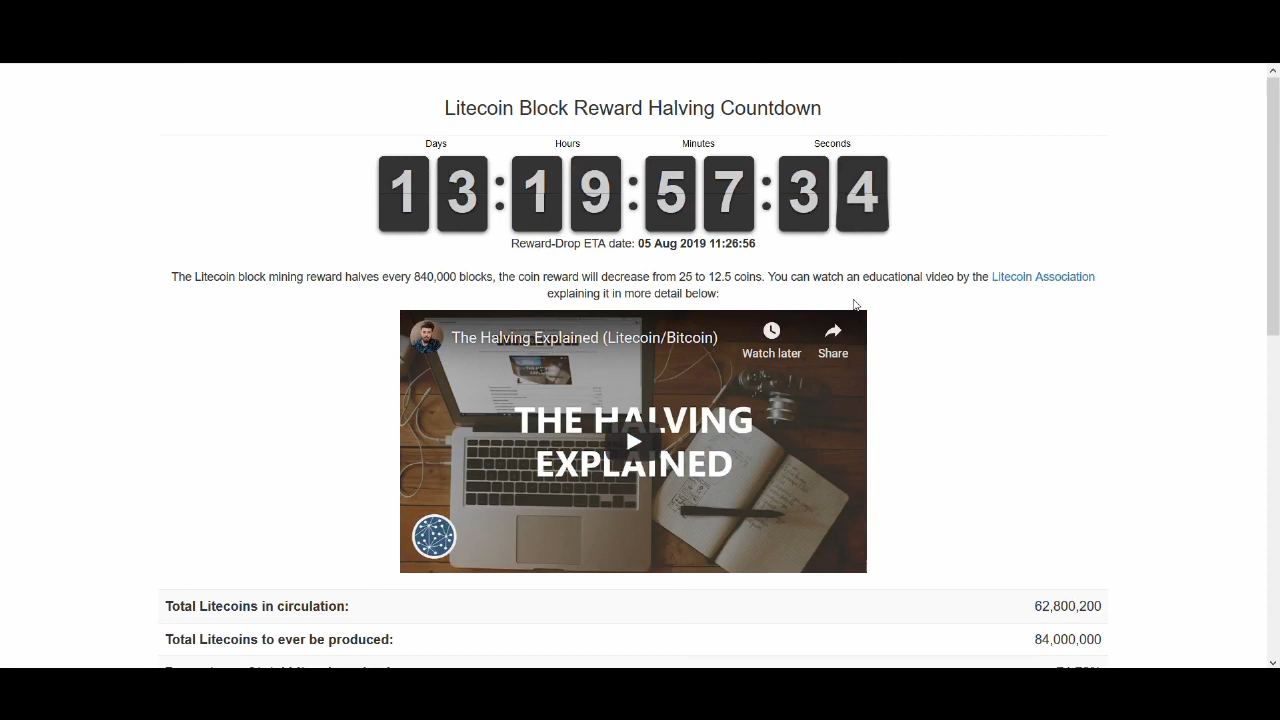 Litecoin Block Reward Halving Countdown
Days Hours Minutes Seconds
13:19:57:34
Reward-Drop ETA date: 05 Aug 2019 11:26:56
The Litecoin block mining reward halves every 840,000 blocks, the coin reward will decrease from 25 to 12.5 coins. You can watch an educational video by the Litecoin Association
explaining it in more detail below:
The Halving Explained (Litecoin/Bitcoin)
Watch later Share
THE HALVING
EXPLAINED
Total Litecoins in circulation: 62,800,200
Total Litecoins to ever be produced: 84,000,000